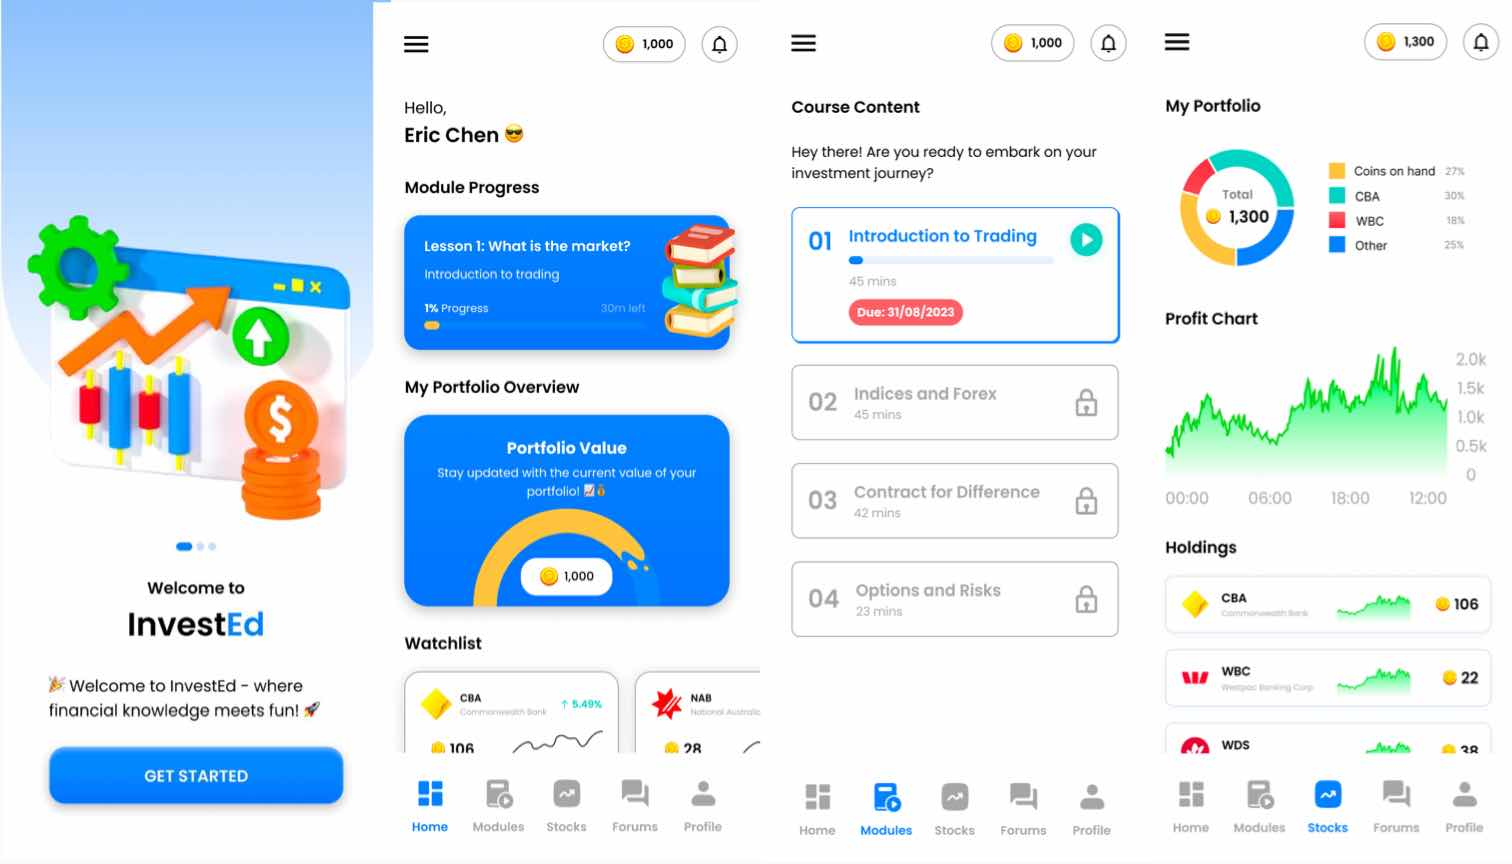 Welcome to
InvestEd
🎉 Welcome to InvestEd - where
financial knowledge meets fun! 🚀
GET STARTED
1,000
Hello,
Eric Chen 😎
Module Progress
Lesson 1: What is the market?
Introduction to trading
1% Progress
30m left
My Portfolio Overview
Portfolio Value
Stay updated with the current value of your
portfolio! 📈💰
1,000
Watchlist
CBA
Commonwealth Bank
↑ 5.49%
106
NAB
National Australia
28
Home
Modules
Stocks
Forums
Profile
1,000
Course Content
Hey there! Are you ready to embark on your
investment journey?
01
Introduction to Trading
45 mins
Due: 31/08/2023
02
Indices and Forex
45 mins
03
Contract for Difference
42 mins
04
Options and Risks
23 mins
Home
Modules
Stocks
Forums
Profile
1,300
My Portfolio
Total
1,300
Coins on hand 27%
CBA 30%
WBC 18%
Other 25%
Profit Chart
2.0k
1.5k
1.0k
0.5k
0
00:00 06:00 18:00 12:00
Holdings
CBA
Commonwealth Bank
106
WBC
Westpac Banking Corp
22
WDS
38
Home
Modules
Stocks
Forums
Profile